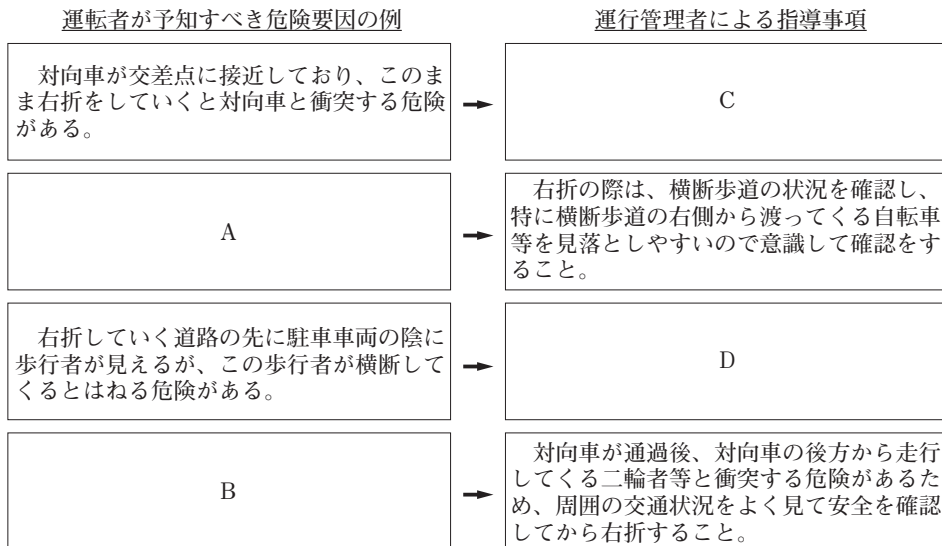 運転者が予知すべき危険要因の例
運行管理者による指導事項
対向車が交差点に接近しており、このま
ま右折をしていくと対向車と衝突する危険
がある。
C
A
右折の際は、横断歩道の状況を確認し、
特に横断歩道の右側から渡ってくる自転車
等を見落としやすいので意識して確認をす
ること。
右折していく道路の先に駐車車両の陰に
歩行者が見えるが、この歩行者が横断して
くるとはねる危険がある。
D
B
対向車が通過後、対向車の後方から走行
してくる二輪者等と衝突する危険があるた
め、周囲の交通状況をよく見て安全を確認
してから右折すること。